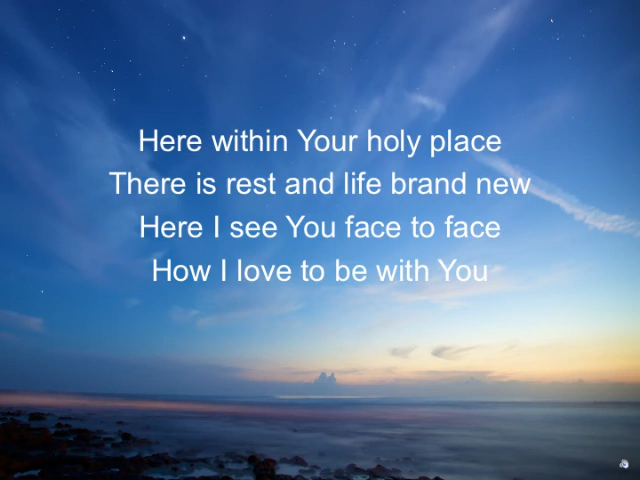 Here within Your holy place
There is rest and life brand new
Here I see You face to face
How I love to be with You